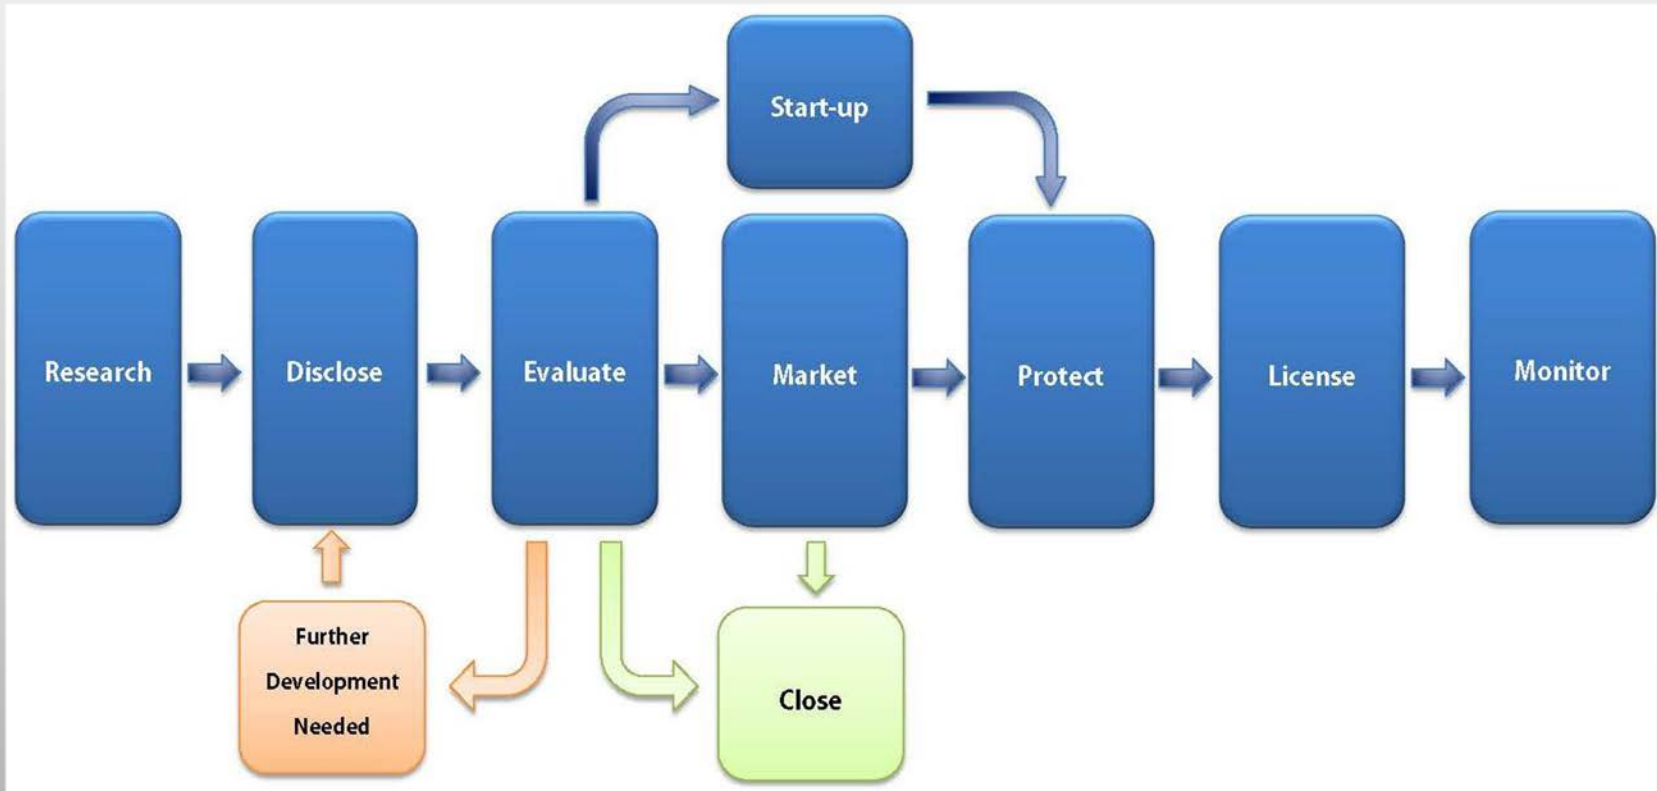 Start-up
Research
Disclose
Evaluate
Market
Protect
License
Monitor
Further
Development
Needed
Close